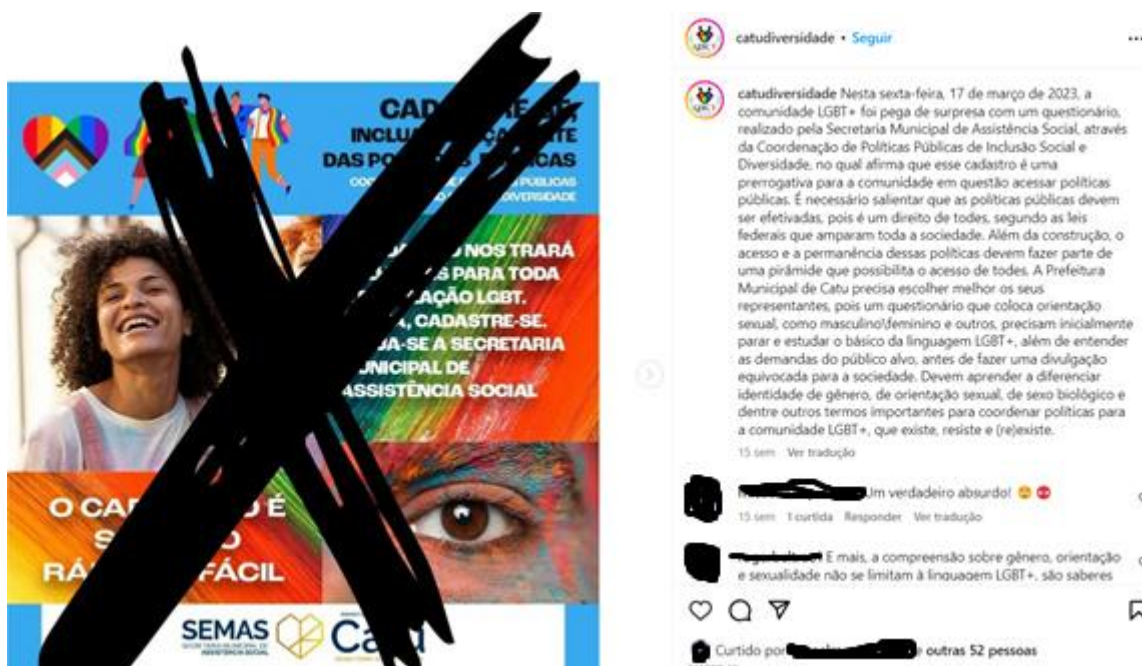 DAS
PÚBLICAS
DIVERSIDADE
NOS TRARÁ
PARA TODA
LGBT.
CADASTRE-SE.
A SECRETARIA
DE
ASSISTÊNCIA SOCIAL
O
É
FÁCIL
SEMAS
SECRETARIA MUNICIPAL DE
ASSISTÊNCIA SOCIAL
catudiversidade • Seguir
catudiversidade Nesta sexta-feira, 17 de março de 2023, a
comunidade LGBT+ foi pega de surpresa com um questionário,
realizado pela Secretaria Municipal de Assistência Social, através
da Coordenação de Políticas Públicas de Inclusão Social e
Diversidade, no qual afirma que esse cadastro é uma
prerrogativa para a comunidade em questão acessar políticas
públicas. É necessário salientar que as políticas públicas devem
ser efetivadas, pois é um direito de todes, segundo as leis
federais que amparam toda a sociedade. Além da construção, o
acesso e a permanência dessas políticas devem fazer parte de
uma pirâmide que possibilita o acesso de todes. A Prefeitura
Municipal de Catu precisa escolher melhor os seus
representantes, pois um questionário que coloca orientação
sexual, como masculino\feminino e outros, precisam inicialmente
parar e estudar o básico da linguagem LGBT+, além de entender
as demandas do público alvo, antes de fazer uma divulgação
equivocada para a sociedade. Devem aprender a diferenciar
identidade de gênero, de orientação sexual, de sexo biológico e
dentre outros termos importantes para coordenar políticas para
a comunidade LGBT+, que existe, resiste e (re)existe.
15 sem Ver tradução
Um verdadeiro absurdo!
15 sem 1 curtida Responder Ver tradução
E mais, a compreensão sobre gênero, orientação
e sexualidade não se limitam à linguagem LGBT+, são saberes
Curtido por
e outras 52 pessoas